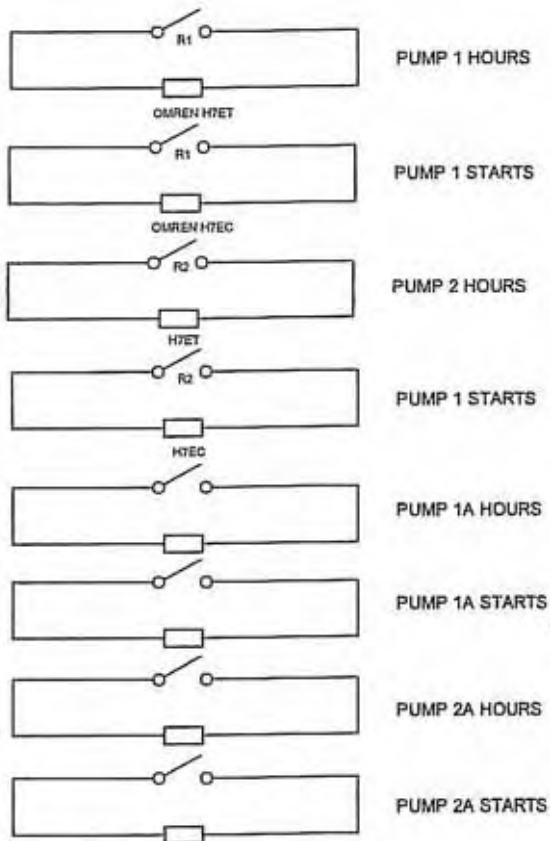 R1
PUMP 1 HOURS
OMREN H7ET
R1
PUMP 1 STARTS
OMREN H7EC
R2
PUMP 2 HOURS
H7ET
R2
PUMP 1 STARTS
H7EC
PUMP 1A HOURS
PUMP 1A STARTS
PUMP 2A HOURS
PUMP 2A STARTS